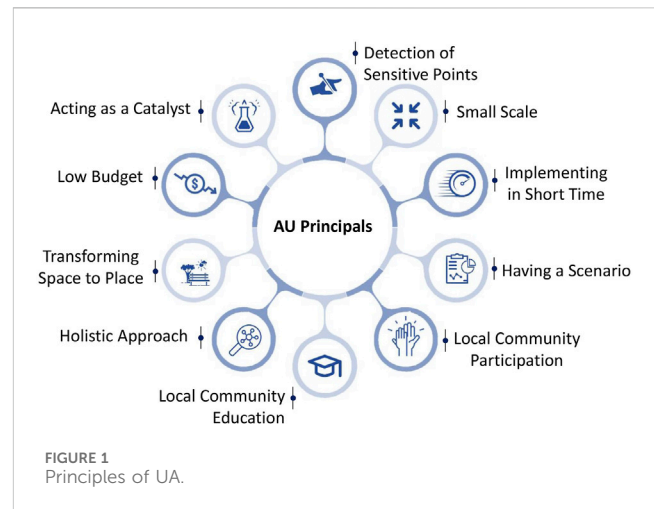 Detection of
Sensitive Points
Acting as a Catalyst
Small Scale
Low Budget
Implementing
in Short Time
AU Principals
Transforming
Space to Place
Having a Scenario
Holistic Approach
Local Community
Participation
Local Community
Education
FIGURE 1
Principles of UA.